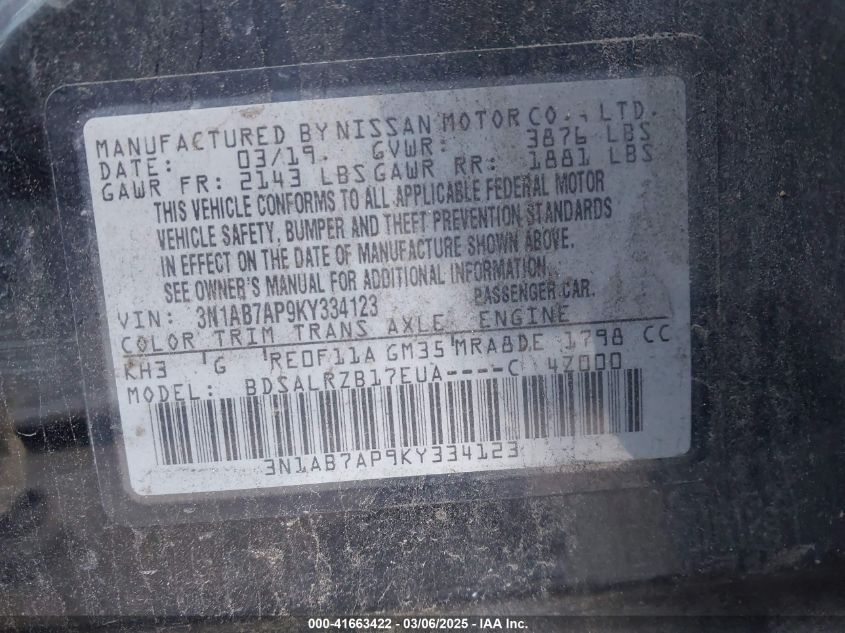 MANUFACTURED BY NISSAN MOTOR CO., LTD.
DATE: 03/19. GVWR: 3876 LBS
GAWR FR: 2143 LBS GAWR RR: 1881 LBS
THIS VEHICLE CONFORMS TO ALL APPLICABLE FEDERAL MOTOR
VEHICLE SAFETY, BUMPER AND THEFT PREVENTION STANDARDS
IN EFFECT ON THE DATE OF MANUFACTURE SHOWN ABOVE.
SEE OWNER'S MANUAL FOR ADDITIONAL INFORMATION.
VIN: 3N1AB7AP9KY334123 PASSENGER CAR.
COLOR TRIM TRANS AXLE ENGINE
KH3 G RE0F11A GM35 MRA8DE 1798 CC
MODEL: BDSALRZB17EUA----C 4Z000
3N1AB7AP9KY334123
000-41663422 - 03/06/2025 - © IAA Holdings, LLC.